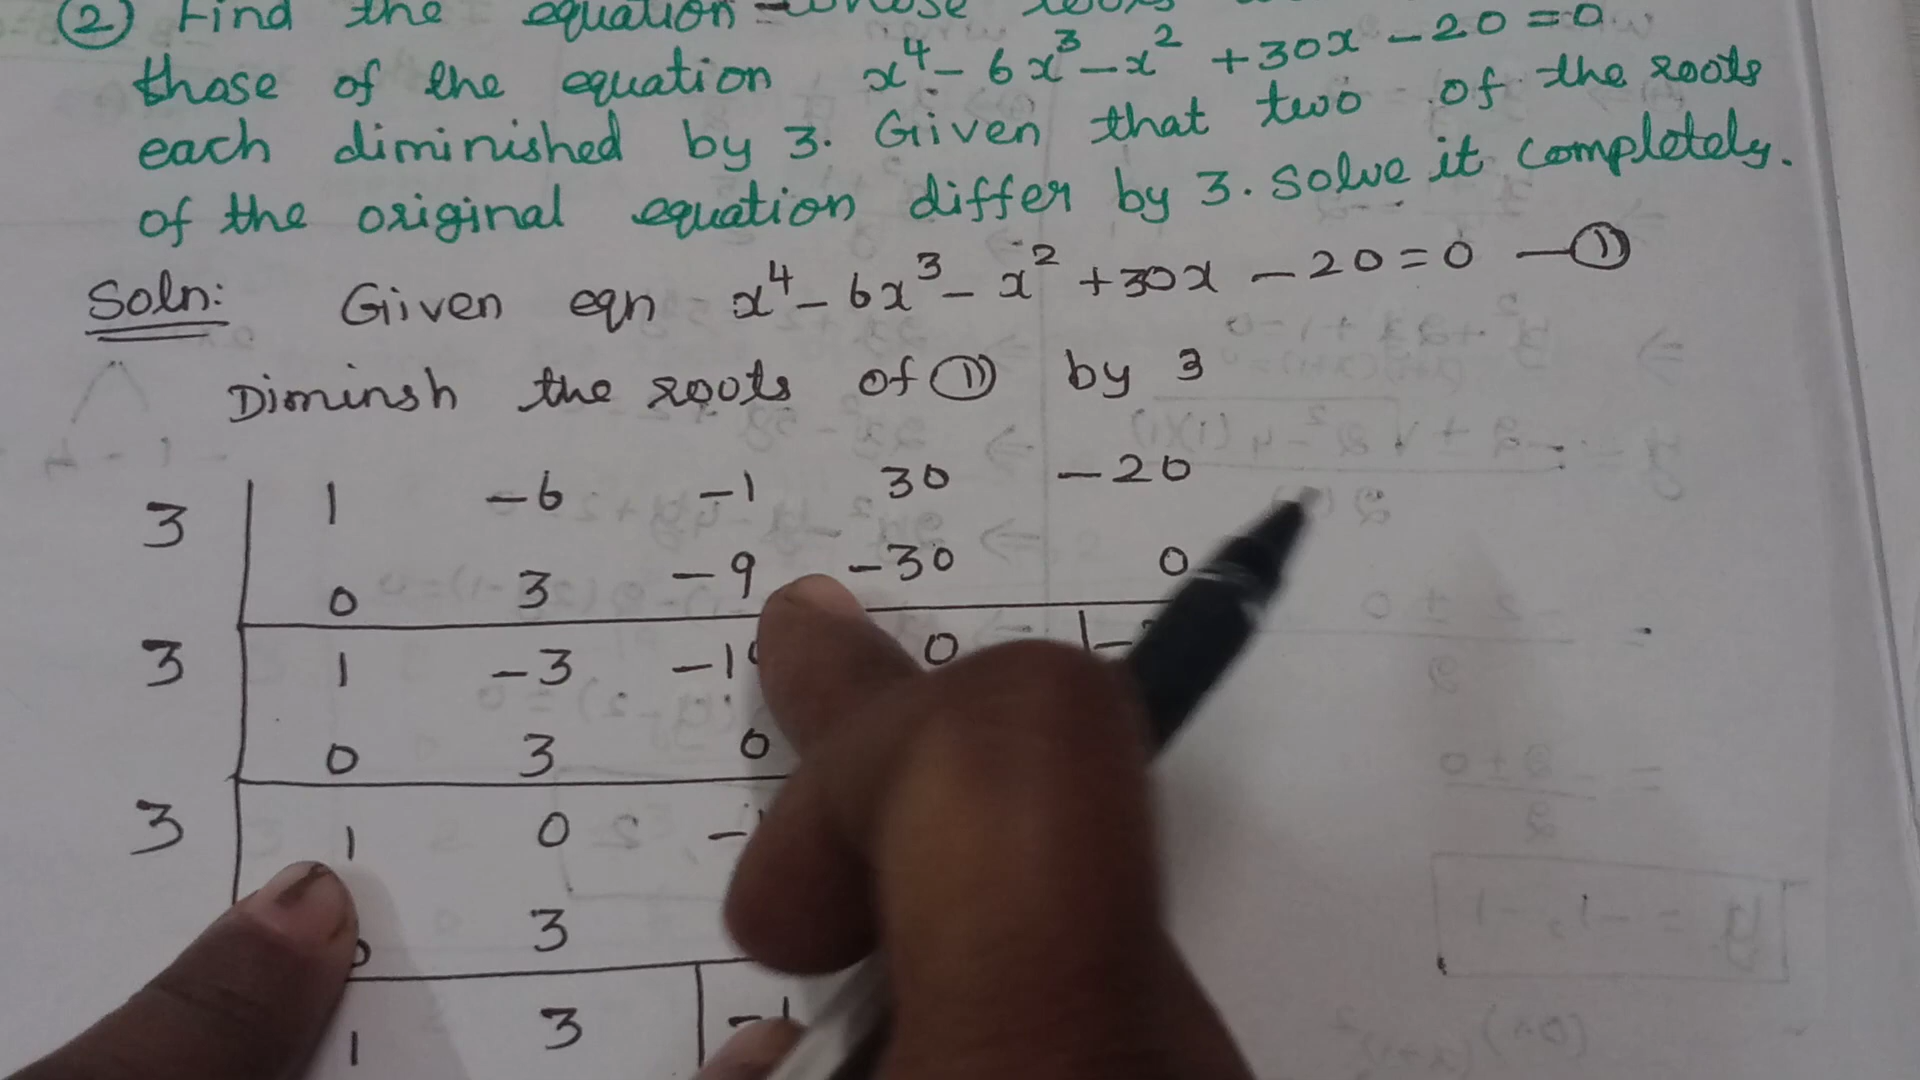 ② Find the equation whose roots
those of the equation x⁴ - 6x³ - x² + 30x - 20 = 0
each diminished by 3. Given that two of the roots
of the original equation differ by 3. Solve it completely.
Soln: Given eqn x⁴ - 6x³ - x² + 30x - 20 = 0 — ①
Diminsh the roots of ① by 3
3 | 1 -6 -1 30 -20
0 3 -9 -30 0
3 | 1 -3 0
0 3 0
3 | 1 0
3
1 3